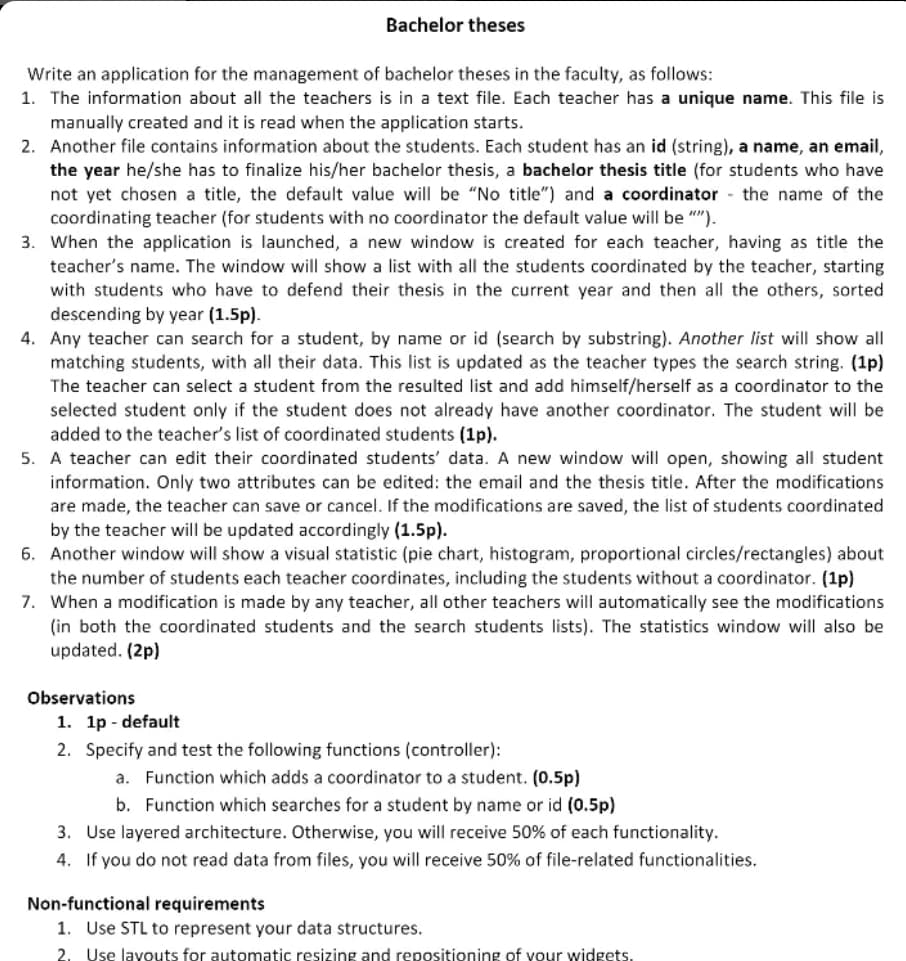 Bachelor theses
Write an application for the management of bachelor theses in the faculty, as follows:
1. The information about all the teachers is in a text file. Each teacher has a unique name. This file is
manually created and it is read when the application starts.
2. Another file contains information about the students. Each student has an id (string), a name, an email,
the year he/she has to finalize his/her bachelor thesis, a bachelor thesis title (for students who have
not yet chosen a title, the default value will be “No title”) and a coordinator - the name of the
coordinating teacher (for students with no coordinator the default value will be “”).
3. When the application is launched, a new window is created for each teacher, having as title the
teacher’s name. The window will show a list with all the students coordinated by the teacher, starting
with students who have to defend their thesis in the current year and then all the others, sorted
descending by year (1.5p).
4. Any teacher can search for a student, by name or id (search by substring). Another list will show all
matching students, with all their data. This list is updated as the teacher types the search string. (1p)
The teacher can select a student from the resulted list and add himself/herself as a coordinator to the
selected student only if the student does not already have another coordinator. The student will be
added to the teacher’s list of coordinated students (1p).
5. A teacher can edit their coordinated students’ data. A new window will open, showing all student
information. Only two attributes can be edited: the email and the thesis title. After the modifications
are made, the teacher can save or cancel. If the modifications are saved, the list of students coordinated
by the teacher will be updated accordingly (1.5p).
6. Another window will show a visual statistic (pie chart, histogram, proportional circles/rectangles) about
the number of students each teacher coordinates, including the students without a coordinator. (1p)
7. When a modification is made by any teacher, all other teachers will automatically see the modifications
(in both the coordinated students and the search students lists). The statistics window will also be
updated. (2p)
Observations
1. 1p - default
2. Specify and test the following functions (controller):
a. Function which adds a coordinator to a student. (0.5p)
b. Function which searches for a student by name or id (0.5p)
3. Use layered architecture. Otherwise, you will receive 50% of each functionality.
4. If you do not read data from files, you will receive 50% of file-related functionalities.
Non-functional requirements
1. Use STL to represent your data structures.
2. Use layouts for automatic resizing and repositioning of your widgets.